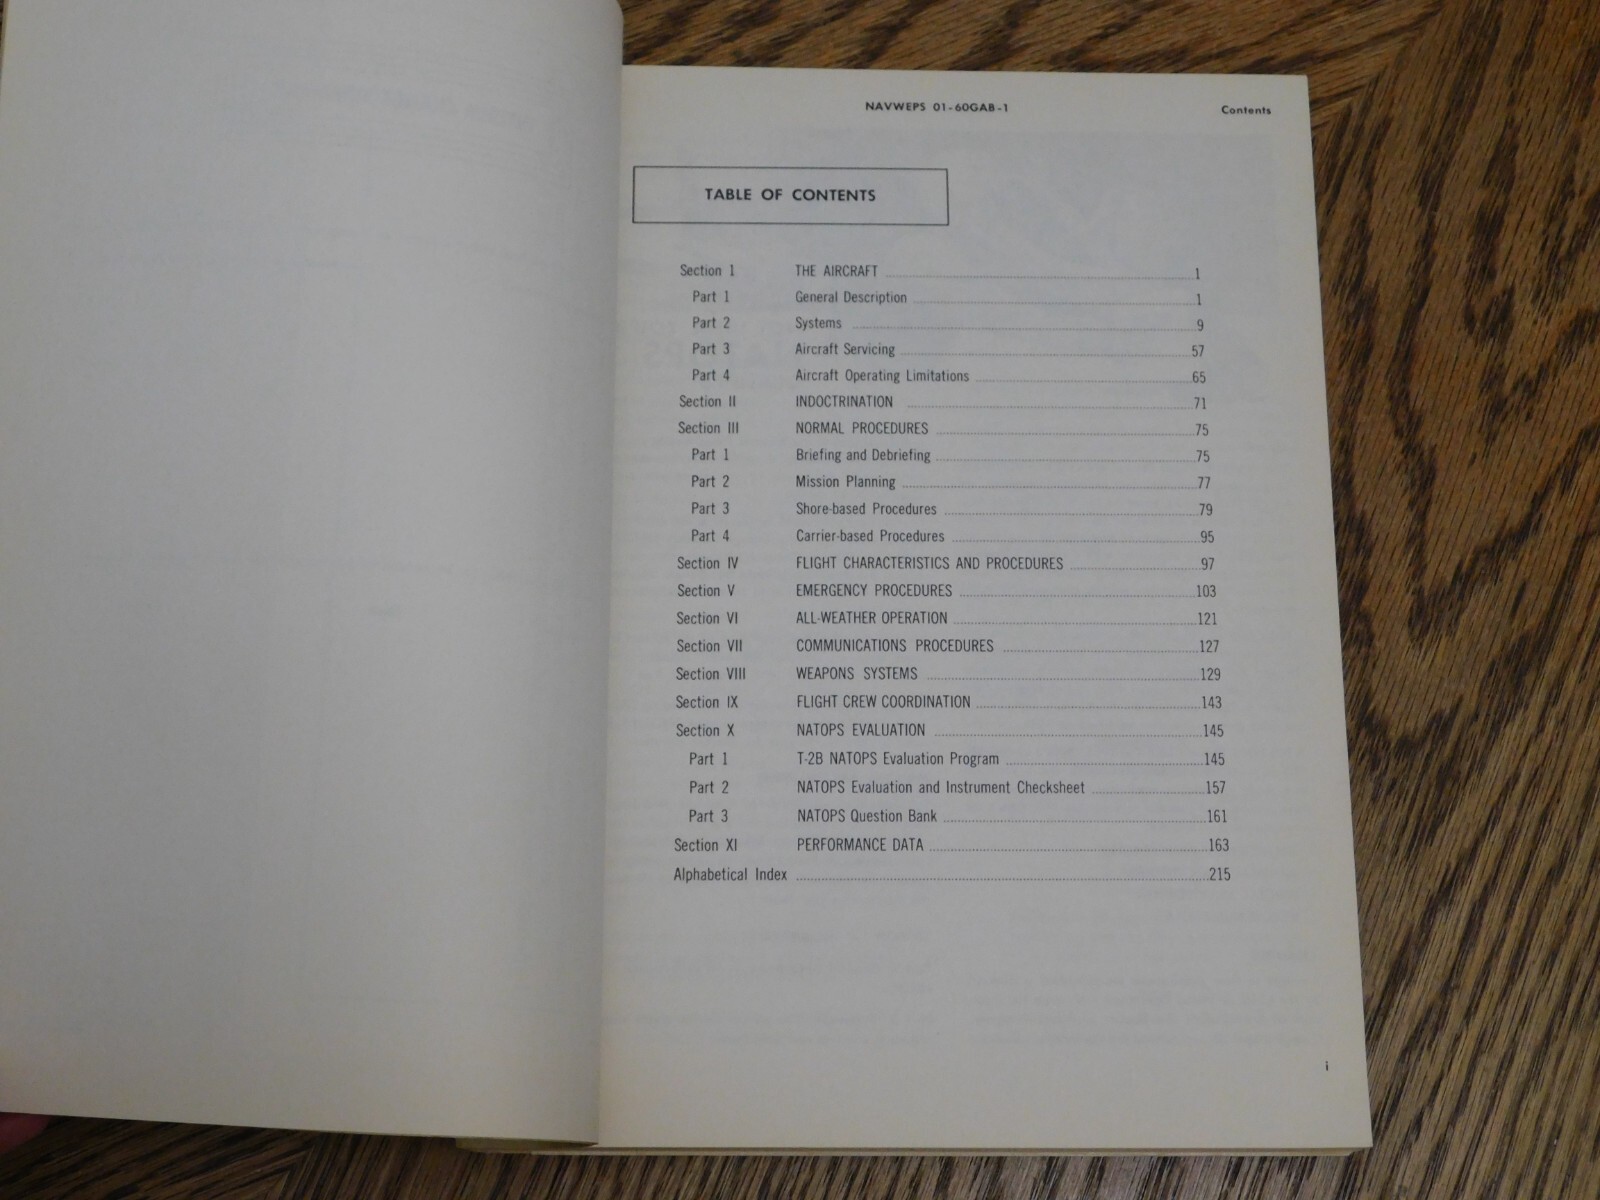 NAVWEPS 01-60GAB-1 Contents
TABLE OF CONTENTS
Section 1 THE AIRCRAFT 1
Part 1 General Description 1
Part 2 Systems 9
Part 3 Aircraft Servicing 57
Part 4 Aircraft Operating Limitations 65
Section II INDOCTRINATION 71
Section III NORMAL PROCEDURES 75
Part 1 Briefing and Debriefing 75
Part 2 Mission Planning 77
Part 3 Shore-based Procedures 79
Part 4 Carrier-based Procedures 95
Section IV FLIGHT CHARACTERISTICS AND PROCEDURES 97
Section V EMERGENCY PROCEDURES 103
Section VI ALL-WEATHER OPERATION 121
Section VII COMMUNICATIONS PROCEDURES 127
Section VIII WEAPONS SYSTEMS 129
Section IX FLIGHT CREW COORDINATION 143
Section X NATOPS EVALUATION 145
Part 1 T-2B NATOPS Evaluation Program 145
Part 2 NATOPS Evaluation and Instrument Checksheet 157
Part 3 NATOPS Question Bank 161
Section XI PERFORMANCE DATA 163
Alphabetical Index 215
i